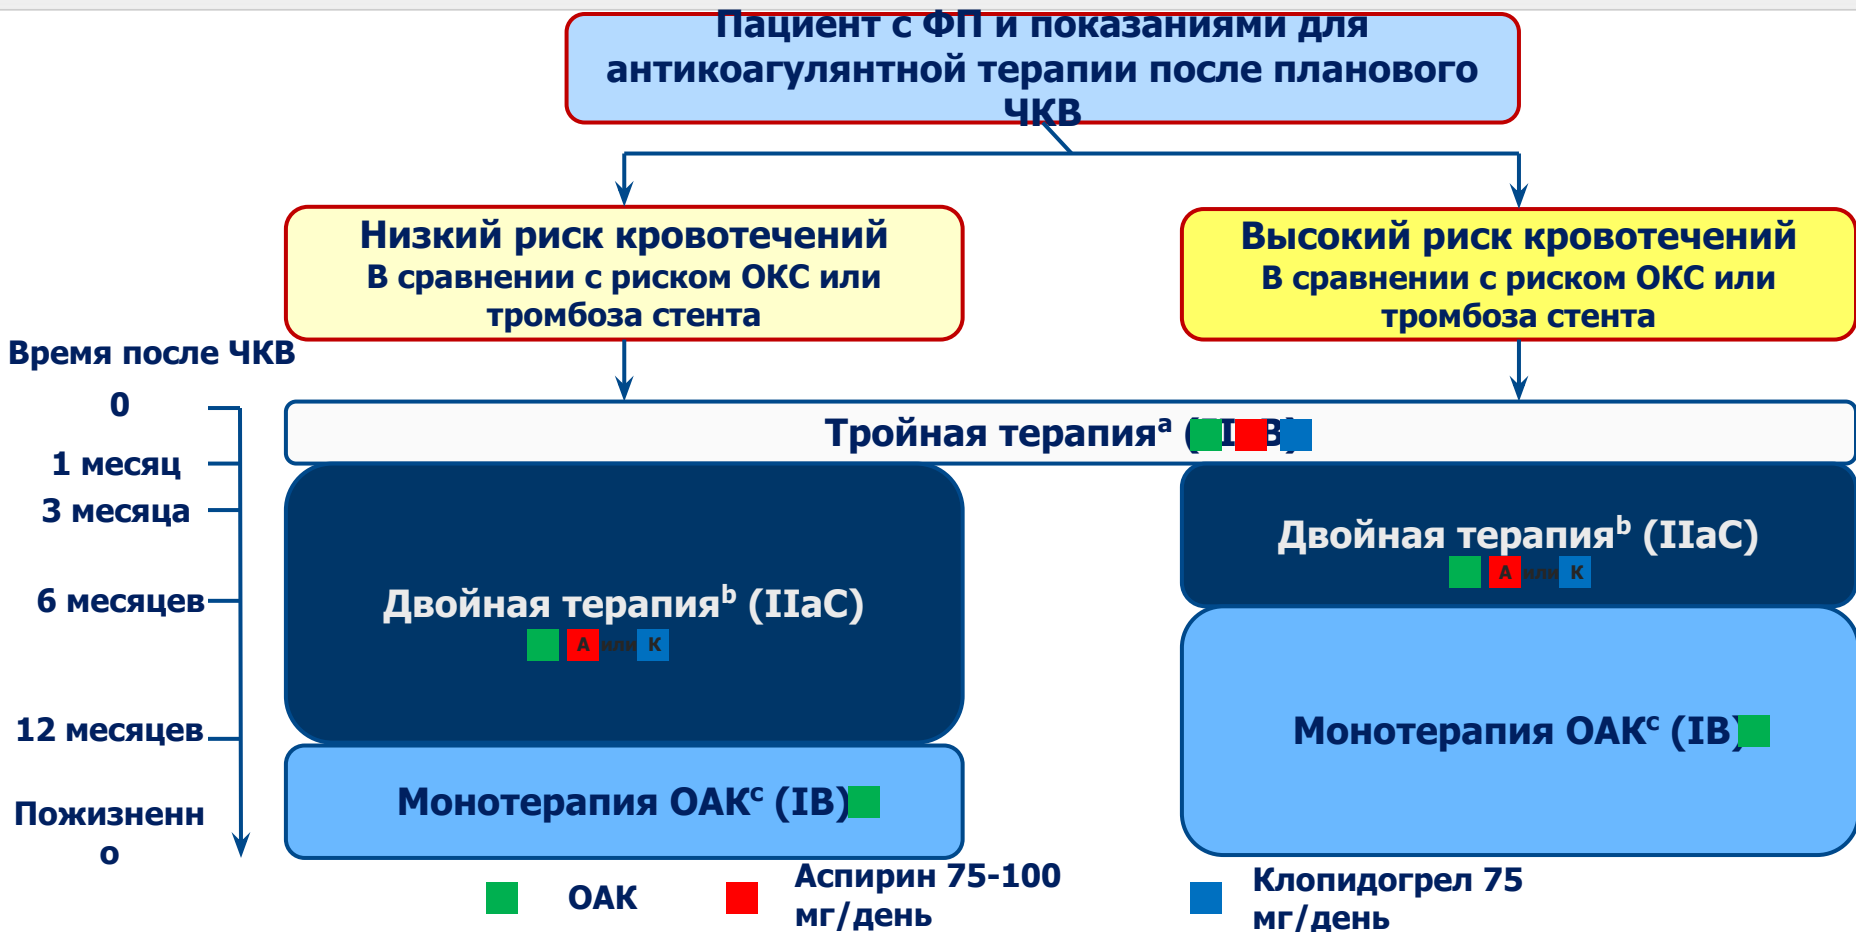 Пациент с ФП и показаниями для
антикоагулянтной терапии после планового
ЧКВ
Низкий риск кровотечений
В сравнении с риском ОКС или
тромбоза стента
Высокий риск кровотечений
В сравнении с риском ОКС или
тромбоза стента
Время после ЧКВ
0
1 месяц
3 месяца
6 месяцев
12 месяцев
Пожизненн
о
Тройная терапияᵃ
Двойная терапияᵇ (IIaC)
А или К
Двойная терапияᵇ (IIaC)
А или К
Монотерапия ОАКᶜ (IB)
Монотерапия ОАКᶜ (IB)
ОАК
Аспирин 75-100
мг/день
Клопидогрел 75
мг/день